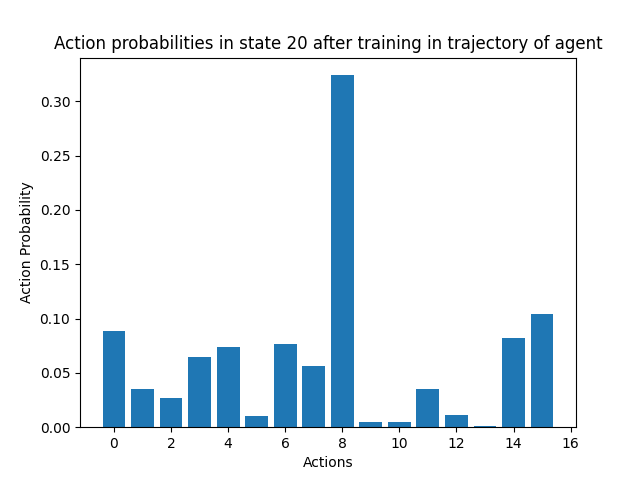 Action probabilities in state 20 after training in trajectory of agent
0.30
0.25
0.20
0.15
0.10
0.05
0.00
Action Probability
0 2 4 6 8 10 12 14 16
Actions